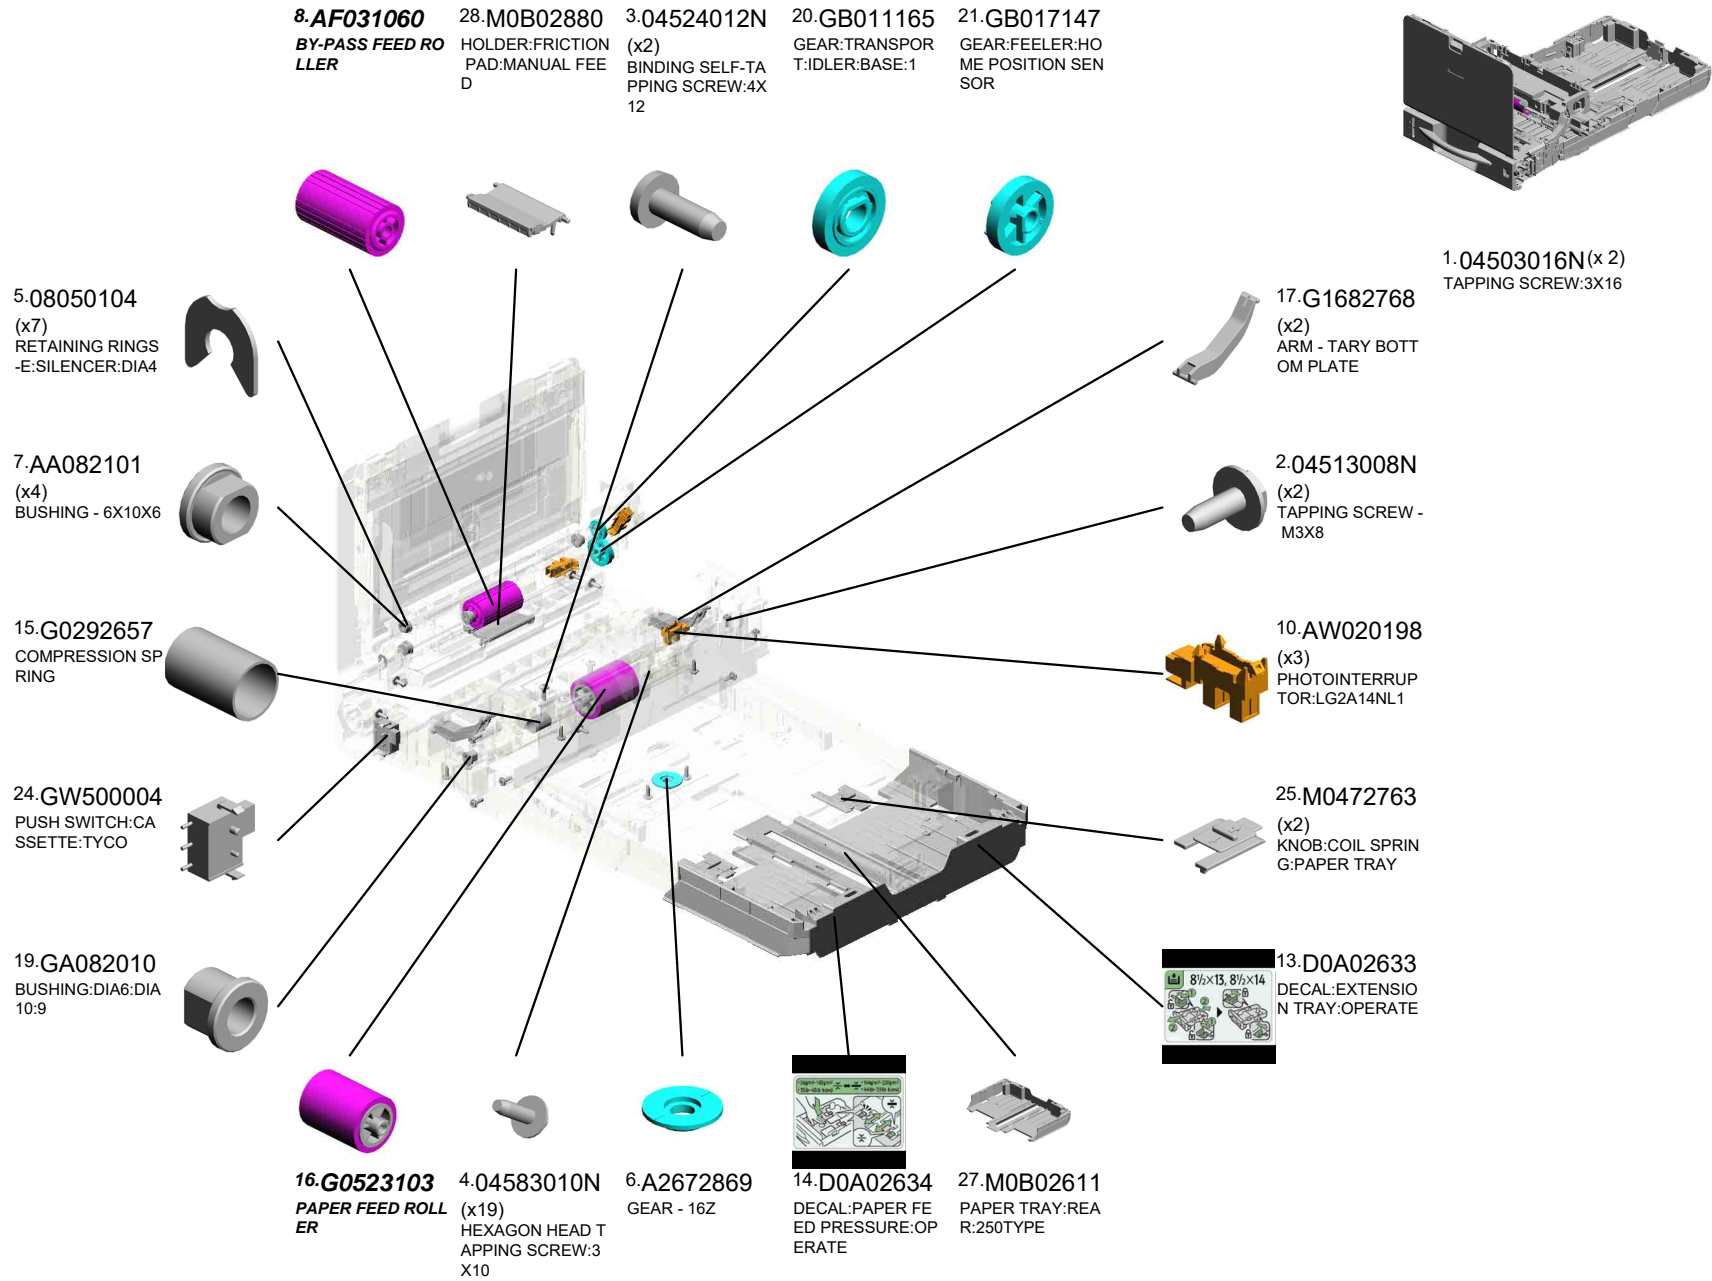 8.AF031060
BY-PASS FEED RO
LLER
28.M0B02880
HOLDER:FRICTION
PAD:MANUAL FEE
D
3.04524012N
(x2)
BINDING SELF-TA
PPING SCREW:4X
12
20.GB011165
GEAR:TRANSPOR
T:IDLER:BASE:1
21.GB017147
GEAR:FEELER:HO
ME POSITION SEN
SOR
1.04503016N(x 2)
TAPPING SCREW:3X16
5.08050104
(x7)
RETAINING RINGS
-E:SILENCER:DIA4
17.G1682768
(x2)
ARM - TARY BOTT
OM PLATE
7.AA082101
(x4)
BUSHING - 6X10X6
2.04513008N
(x2)
TAPPING SCREW -
M3X8
15.G0292657
COMPRESSION SP
RING
10.AW020198
(x3)
PHOTOINTERRUP
TOR:LG2A14NL1
24.GW500004
PUSH SWITCH:CA
SSETTE:TYCO
25.M0472763
(x2)
KNOB:COIL SPRIN
G:PAPER TRAY
19.GA082010
BUSHING:DIA6:DIA
10:9
8½×13, 8½×14
13.D0A02633
DECAL:EXTENSIO
N TRAY:OPERATE
16.G0523103
PAPER FEED ROLL
ER
4.04583010N
(x19)
HEXAGON HEAD T
APPING SCREW:3
X10
6.A2672869
GEAR - 16Z
14.D0A02634
DECAL:PAPER FE
ED PRESSURE:OP
ERATE
27.M0B02611
PAPER TRAY:REA
R:250TYPE